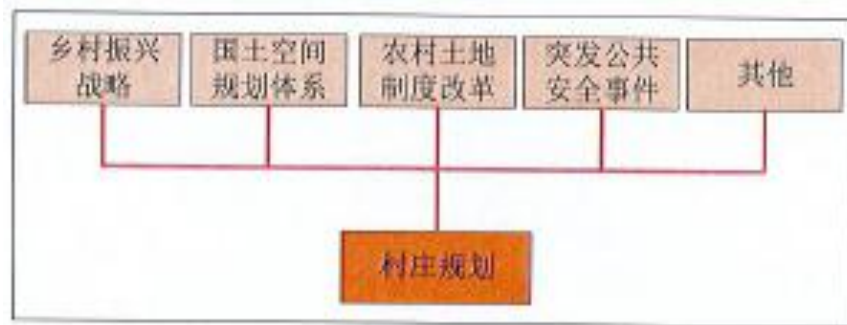 乡村振兴
战略
国土空间
规划体系
农村土地
制度改革
突发公共
安全事件
其他
村庄规划